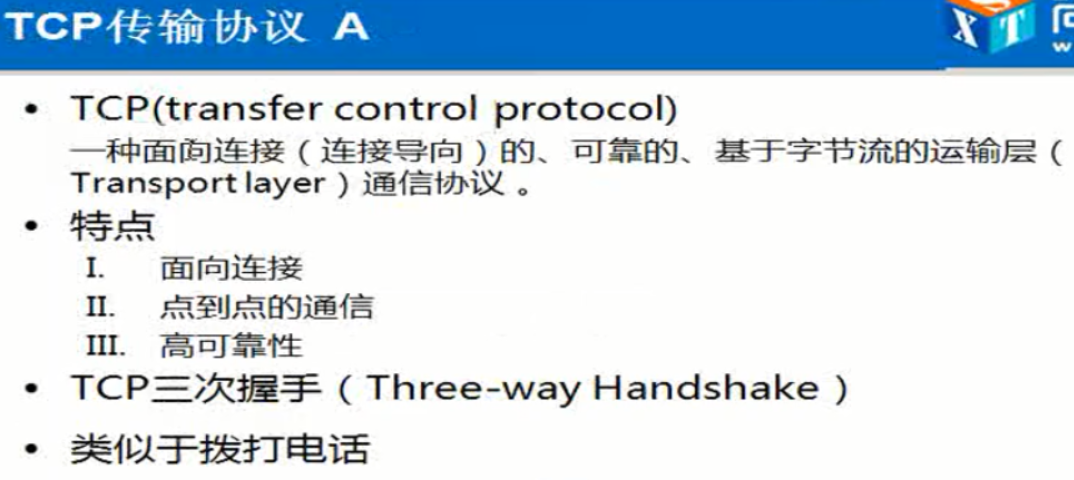 TCP传输协议 A
XT
W
• TCP(transfer control protocol)
一种面向连接（连接导向）的、可靠的、基于字节流的运输层（
Transport layer）通信协议 。
• 特点
I. 面向连接
II. 点到点的通信
III. 高可靠性
• TCP三次握手（Three-way Handshake）
• 类似于拨打电话